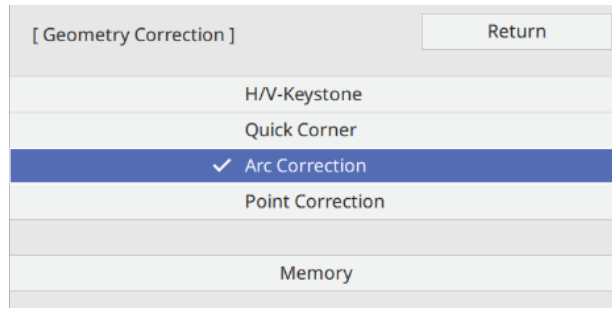 [ Geometry Correction ]
Return
H/V-Keystone
Quick Corner
Arc Correction
Point Correction
Memory